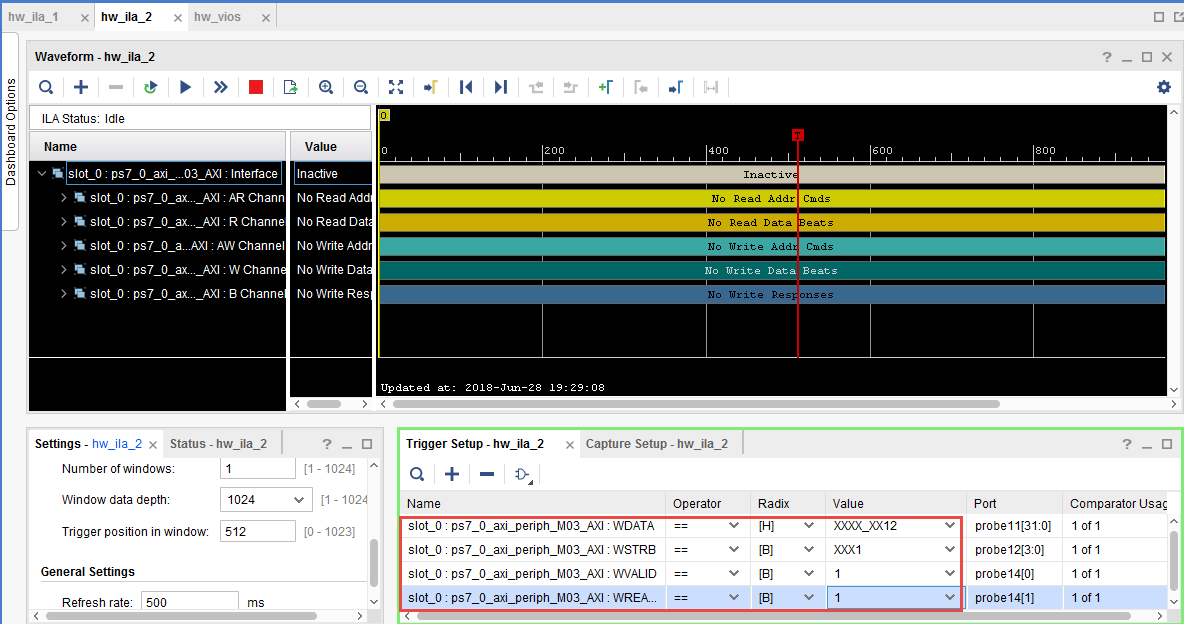 hw_ila_1 × hw_ila_2 × hw_vios ×
Dashboard Options
Waveform - hw_ila_2
ILA Status: Idle
Name Value
0
0 200 400 600 800
slot_0 : ps7_0_axi_...03_AXI : Interface Inactive Inactive
slot_0 : ps7_0_ax..._AXI : AR Chann No Read Addr No Read Addr Cmds
slot_0 : ps7_0_ax..._AXI : R Channel No Read Data No Read Data Beats
slot_0 : ps7_0_a...AXI : AW Channel No Write Addr No Write Addr Cmds
slot_0 : ps7_0_ax..._AXI : W Channe No Write Data No Write Data Beats
slot_0 : ps7_0_ax..._AXI : B Channel No Write Resp No Write Responses
Updated at: 2018-Jun-28 19:29:08
Settings - hw_ila_2 × Status - hw_ila_2
Number of windows: 1 [1 - 1024]
Window data depth: 1024 [1 - 1024
Trigger position in window: 512 [0 - 1023]
General Settings
Refresh rate: 500 ms
Trigger Setup - hw_ila_2 × Capture Setup - hw_ila_2
Name Operator Radix Value Port Comparator Usag
slot_0 : ps7_0_axi_periph_M03_AXI : WDATA == [H] XXXX_XX12 probe11[31:0] 1 of 1
slot_0 : ps7_0_axi_periph_M03_AXI : WSTRB == [B] XXX1 probe12[3:0] 1 of 1
slot_0 : ps7_0_axi_periph_M03_AXI : WVALID == [B] 1 probe14[0] 1 of 1
slot_0 : ps7_0_axi_periph_M03_AXI : WREA... == [B] 1 probe14[1] 1 of 1